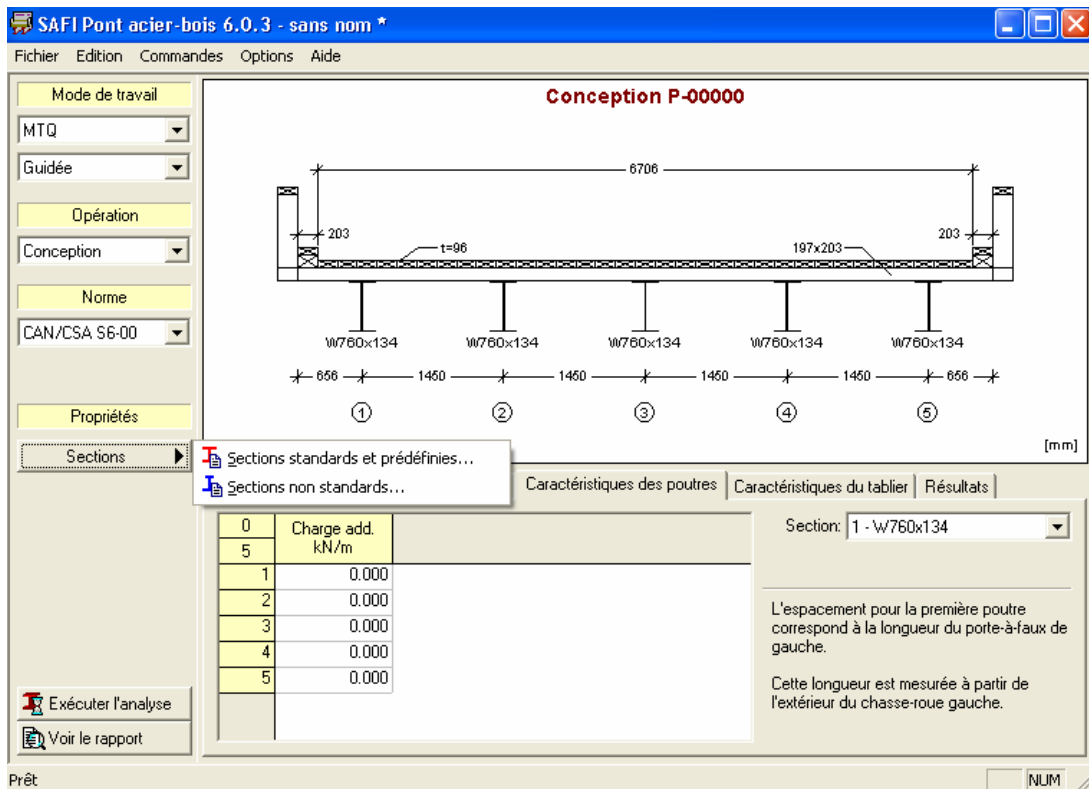 SAFI Pont acier-bois 6.0.3 - sans nom *
Fichier Edition Commandes Options Aide
Mode de travail
MTQ
Guidée
Opération
Conception
Norme
CAN/CSA S6-00
Propriétés
Sections
Sections standards et prédéfinies...
Sections non standards...
Exécuter l'analyse
Voir le rapport
Conception P-00000
6706
203
t=96
197x203
203
W760x134 W760x134 W760x134 W760x134 W760x134
656 1450 1450 1450 1450 656
1 2 3 4 5
[mm]
Caractéristiques des poutres Caractéristiques du tablier Résultats
0
5
Charge add.
kN/m
1 0.000
2 0.000
3 0.000
4 0.000
5 0.000
Section: 1 - W760x134
L'espacement pour la première poutre
correspond à la longueur du porte-à-faux de
gauche.
Cette longueur est mesurée à partir de
l'extérieur du chasse-roue gauche.
Prêt
NUM